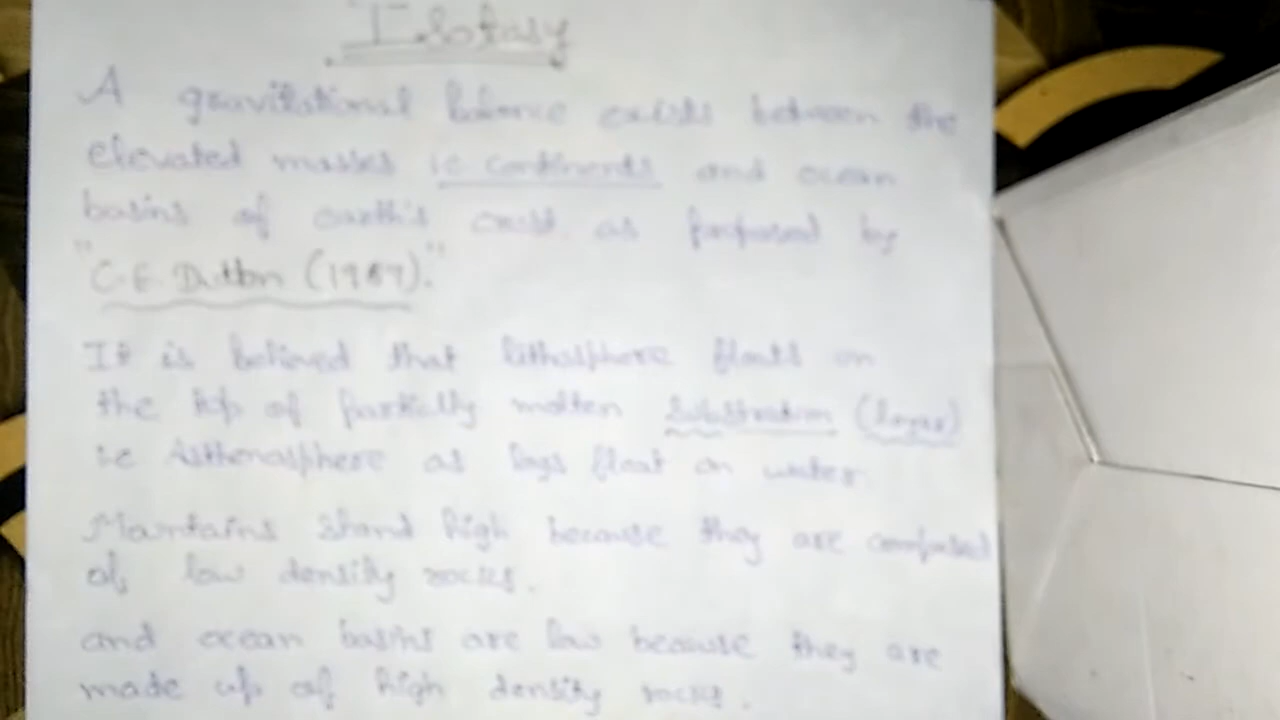 Isotasy
A gravitational balance exists between the
elevated masses ie continents and ocean
basins of earth's crust as proposed by
"C.E. Dutton (1989)."
It is believed that lithosphere floats on
the top of partially molten substratum (layer)
ie Asthenosphere as logs float on water.
Mountains stand high because they are composed
of low density rocks.
and ocean basins are low because they are
made up of high density rocks.